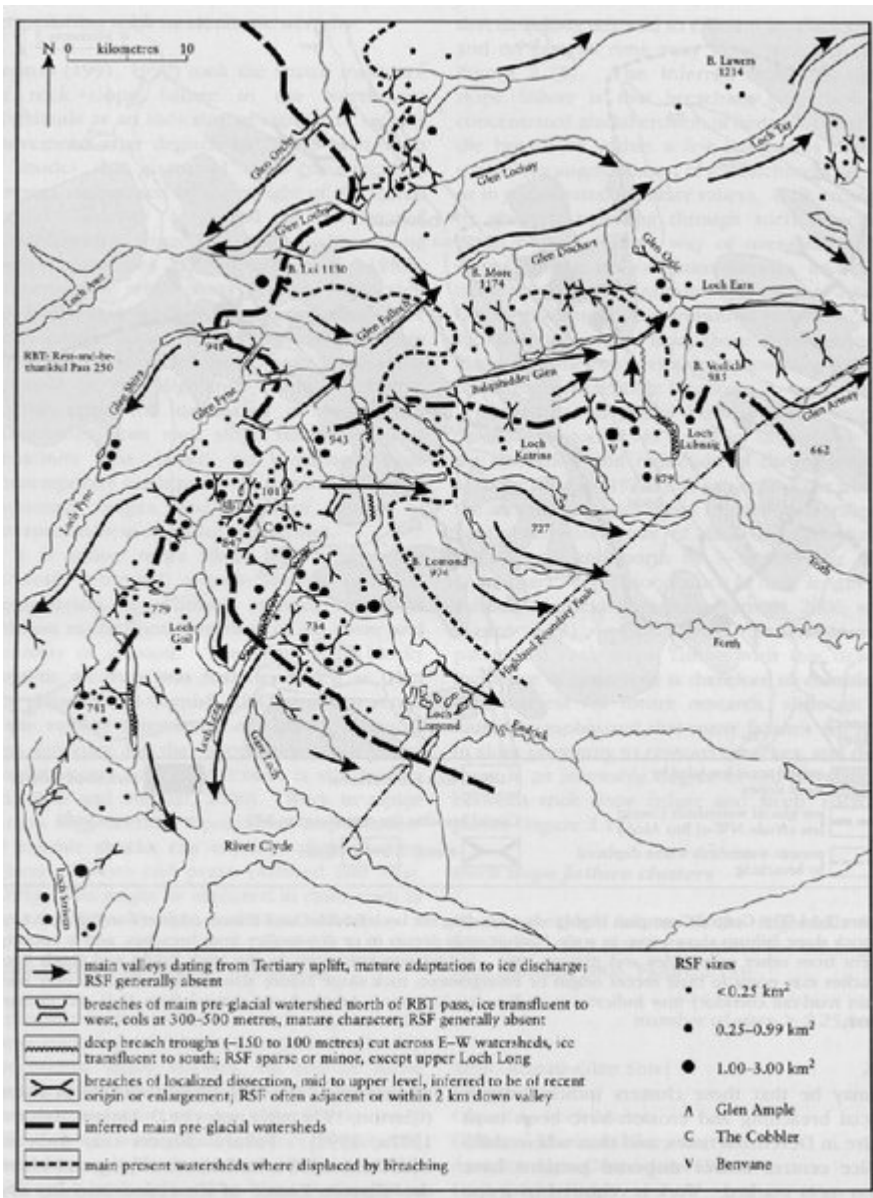 N
0 kilometres 10
B. Lawers
1214
Loch Tay
Glen Orchy
Glen Lochay
Glen Lochy
Glen Dochart
Glen Ogle
B. Lui 1130
B. More
1174
Loch Awe
Loch Earn
Glen Falloch
RBT- Rest-and-be-
thankful Pass 250
948
B. Vorlich
985
Glen Shira
Glen Fyne
Balquhidder Glen
Glen Artney
943
Loch
Katrine
V
Loch
Lubnaig
662
879
Loch Fyne
C
727
B. Lomond
974
Teith
779
Loch
Goil
734
Highland Boundary Fault
Forth
761
Loch Long
Gare Loch
Loch
Lomond
Endrick
River Clyde
Loch Striven
main valleys dating from Tertiary uplift, mature adaptation to ice discharge;
RSF generally absent
breaches of main pre-glacial watershed north of RBT pass, ice transfluent to
west, cols at 300–500 metres, mature character; RSF generally absent
deep breach troughs (–150 to 100 metres) cut across E–W watersheds, ice
transfluent to south; RSF sparse or minor, except upper Loch Long
breaches of localized dissection, mid to upper level, inferred to be of recent
origin or enlargement; RSF often adjacent or within 2 km down valley
inferred main pre glacial watersheds
main present watersheds where displaced by breaching
RSF sizes
<0.25 km²
0.25–0.99 km²
1.00–3.00 km²
A Glen Ample
C The Cobbler
V Benvane